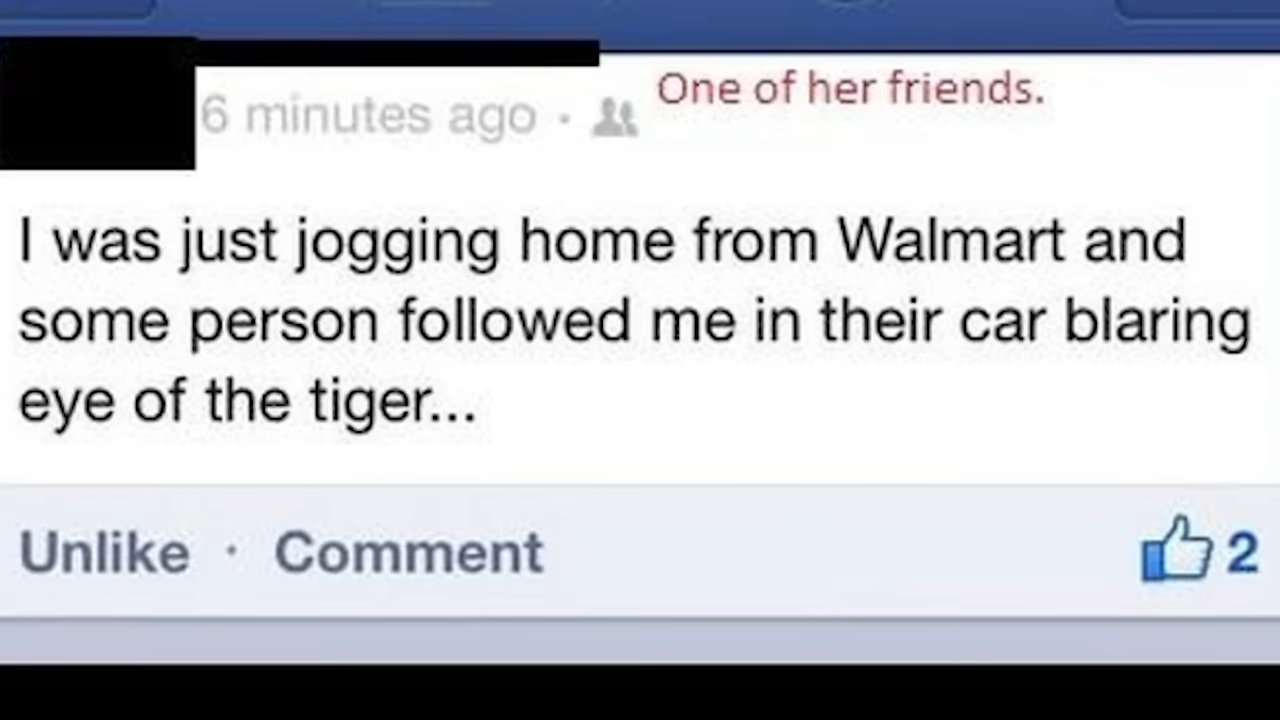 One of her friends.
6 minutes ago ·
I was just jogging home from Walmart and
some person followed me in their car blaring
eye of the tiger...
Unlike · Comment
2